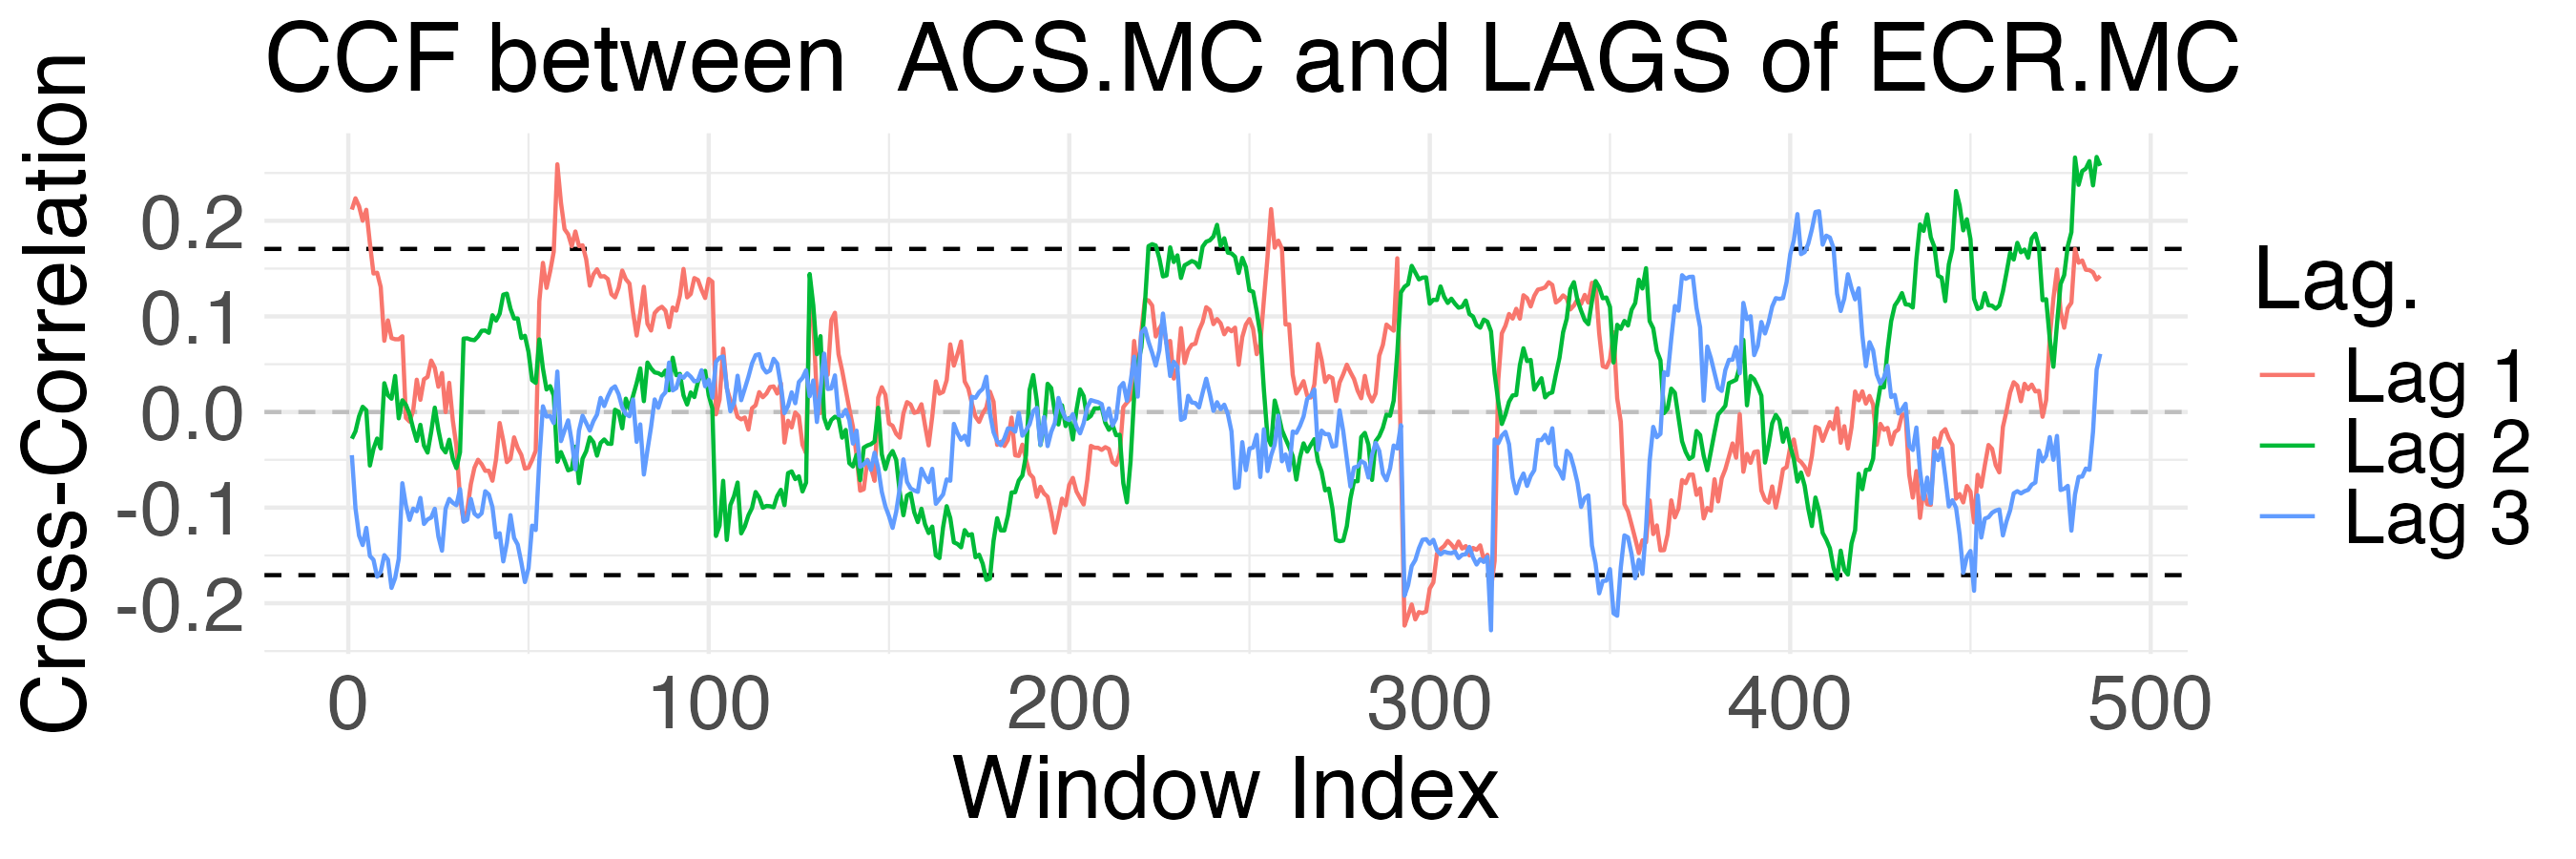 CCF between  ACS.MC and LAGS of ECR.MC
Cross-Correlation
0.2
0.1
0.0
-0.1
-0.2
0
100
200
300
400
500
Window Index
Lag.
Lag 1
Lag 2
Lag 3